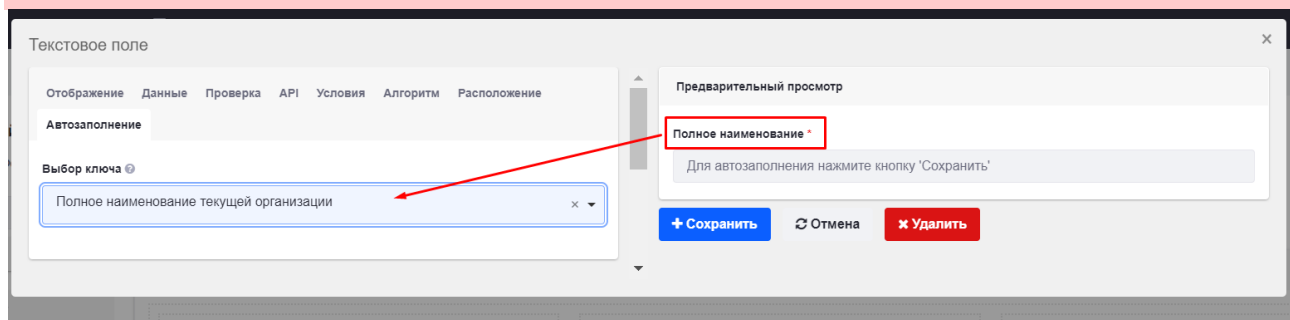 Текстовое поле
Отображение Данные Проверка API Условия Алгоритм Расположение
Автозаполнение
Выбор ключа
Полное наименование текущей организации
Предварительный просмотр
Полное наименование *
Для автозаполнения нажмите кнопку 'Сохранить'
Сохранить Отмена Удалить